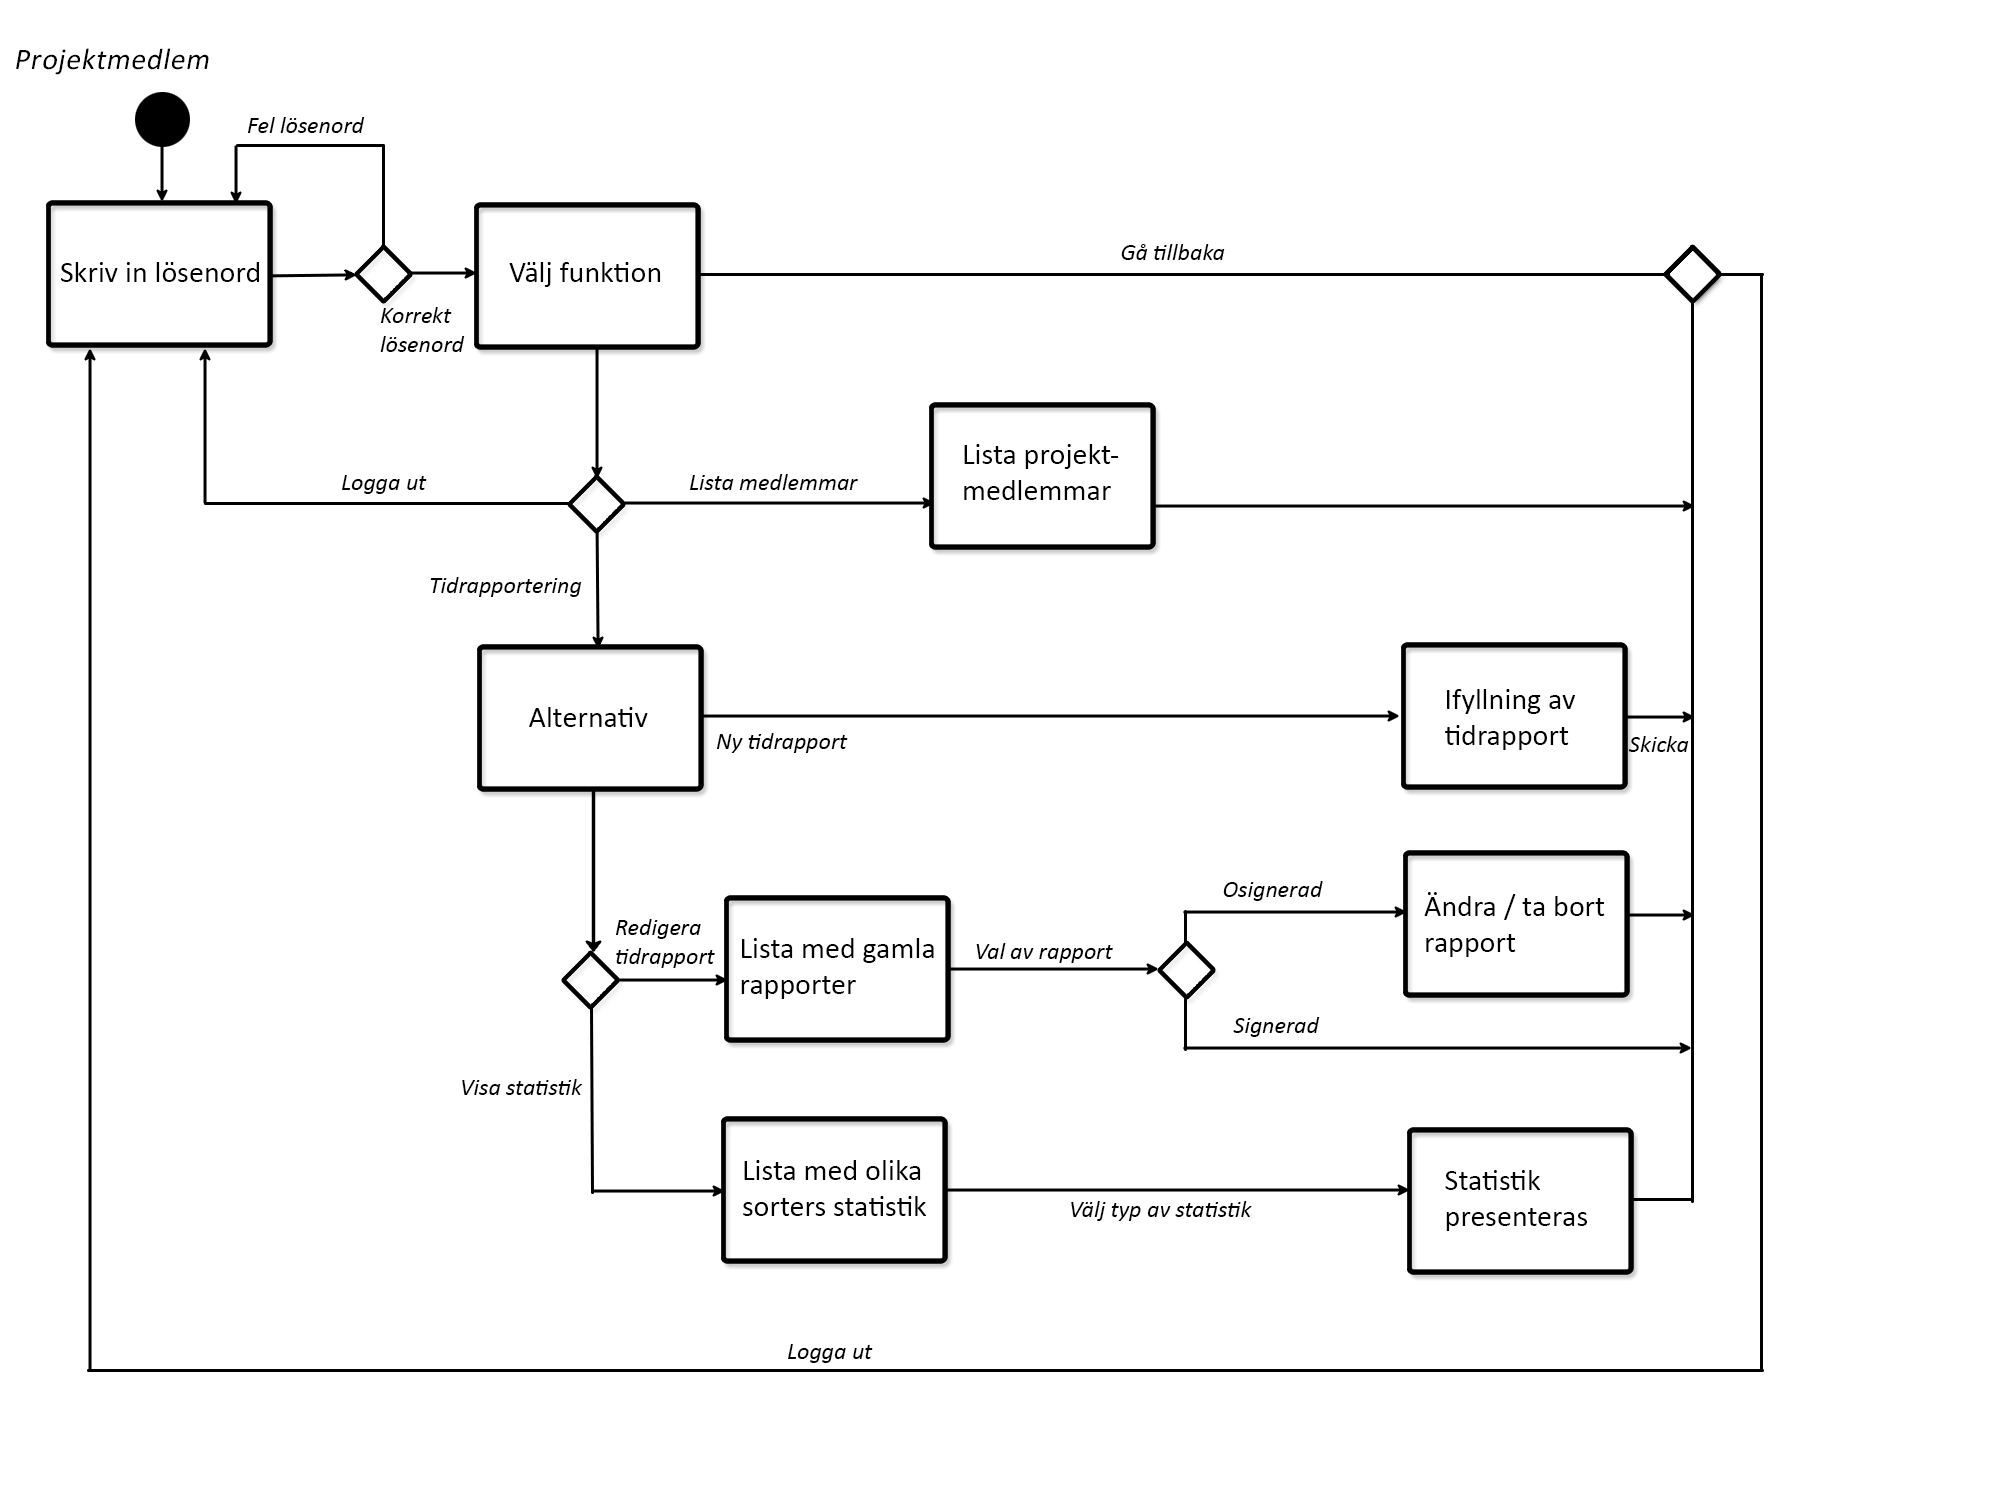 Projektmedlem
Fel lösenord
Skriv in lösenord
Korrekt
lösenord
Välj funktion
Gå tillbaka
Logga ut
Lista medlemmar
Lista projekt-
medlemmar
Tidrapportering
Alternativ
Ny tidrapport
Ifyllning av
tidrapport
Skicka
Redigera
tidrapport
Lista med gamla
rapporter
Val av rapport
Osignerad
Ändra / ta bort
rapport
Signerad
Visa statistik
Lista med olika
sorters statistik
Välj typ av statistik
Statistik
presenteras
Logga ut